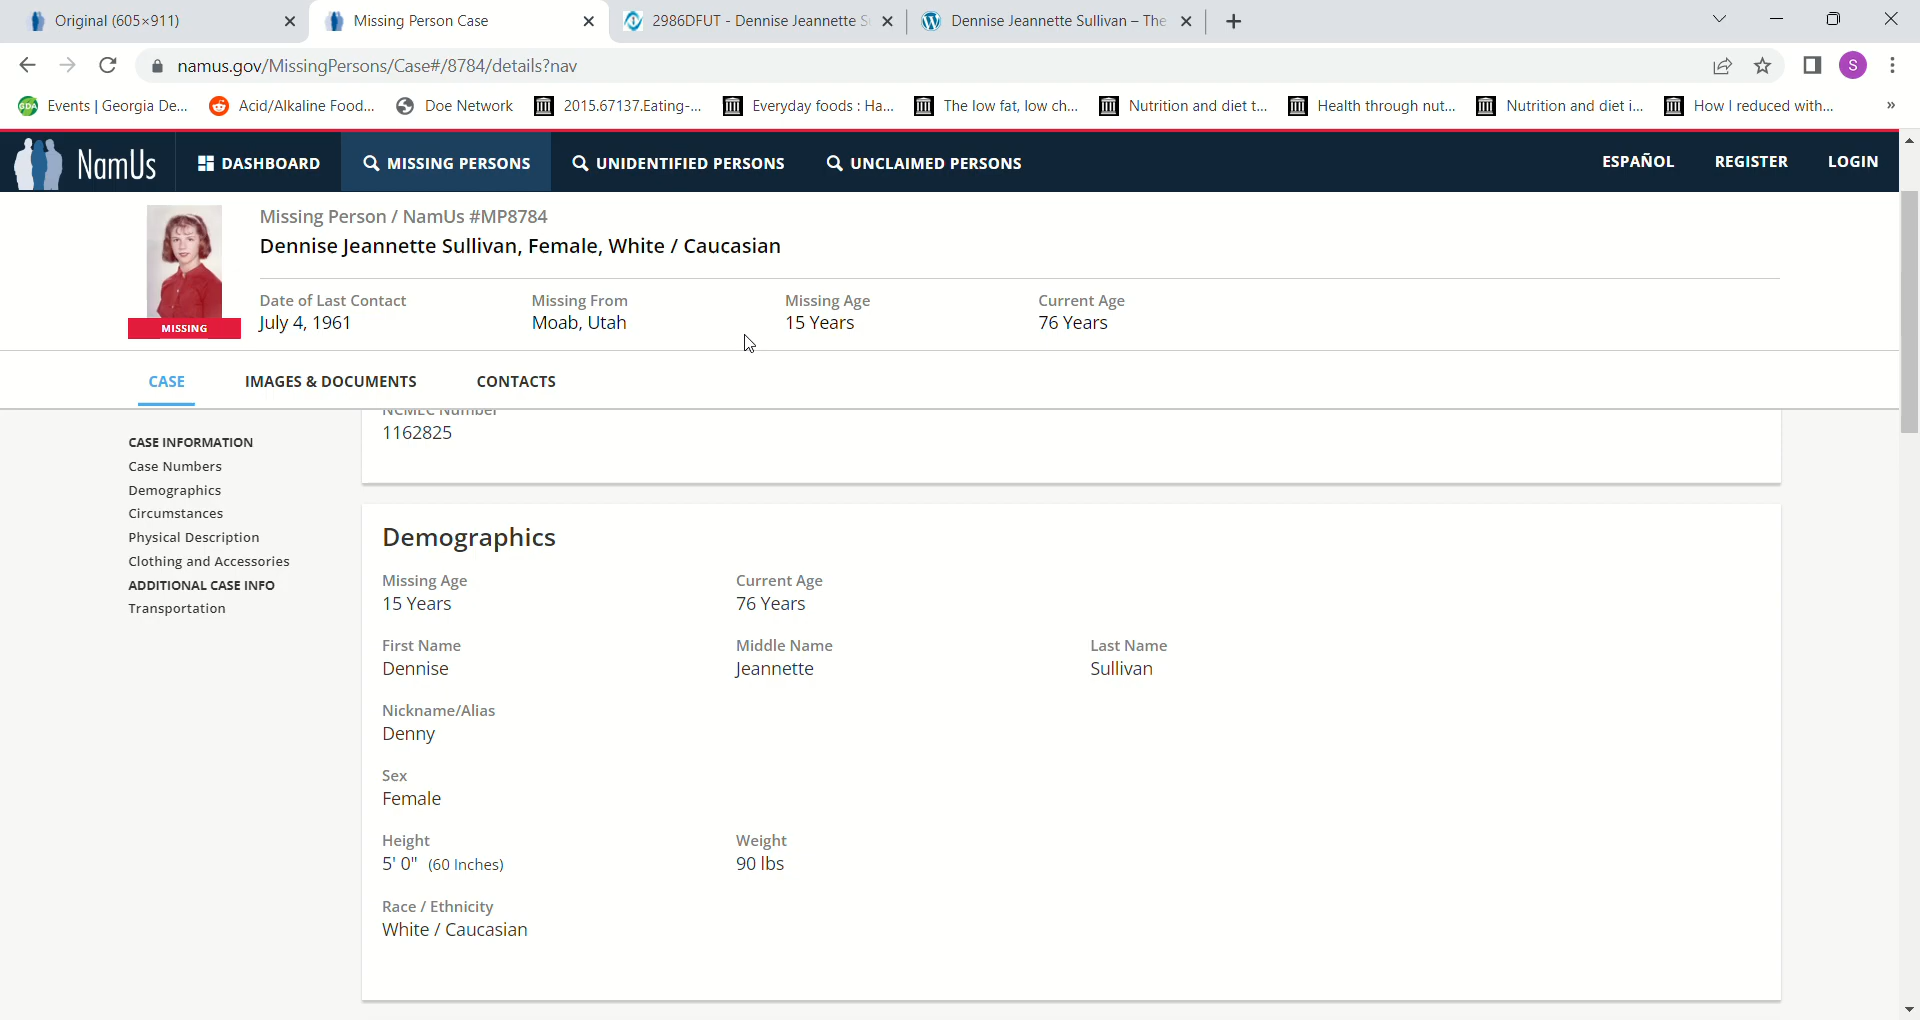 Original (605×911)
Missing Person Case
2986DFUT - Dennise Jeannette S
Dennise Jeannette Sullivan – The
namus.gov/MissingPersons/Case#/8784/details?nav
S
GDA Events | Georgia De...
Acid/Alkaline Food...
Doe Network
2015.67137.Eating-...
Everyday foods : Ha...
The low fat, low ch...
Nutrition and diet t...
Health through nut...
Nutrition and diet i...
How I reduced with...
»
NamUs
DASHBOARD
MISSING PERSONS
UNIDENTIFIED PERSONS
UNCLAIMED PERSONS
ESPAÑOL
REGISTER
LOGIN
Missing Person / NamUs #MP8784
Dennise Jeannette Sullivan, Female, White / Caucasian
MISSING
Date of Last Contact
July 4, 1961
Missing From
Moab, Utah
Missing Age
15 Years
Current Age
76 Years
CASE
IMAGES & DOCUMENTS
CONTACTS
CASE INFORMATION
Case Numbers
Demographics
Circumstances
Physical Description
Clothing and Accessories
ADDITIONAL CASE INFO
Transportation
NCMEC Number
1162825
Demographics
Missing Age
15 Years
Current Age
76 Years
First Name
Dennise
Middle Name
Jeannette
Last Name
Sullivan
Nickname/Alias
Denny
Sex
Female
Height
5' 0" (60 Inches)
Weight
90 lbs
Race / Ethnicity
White / Caucasian